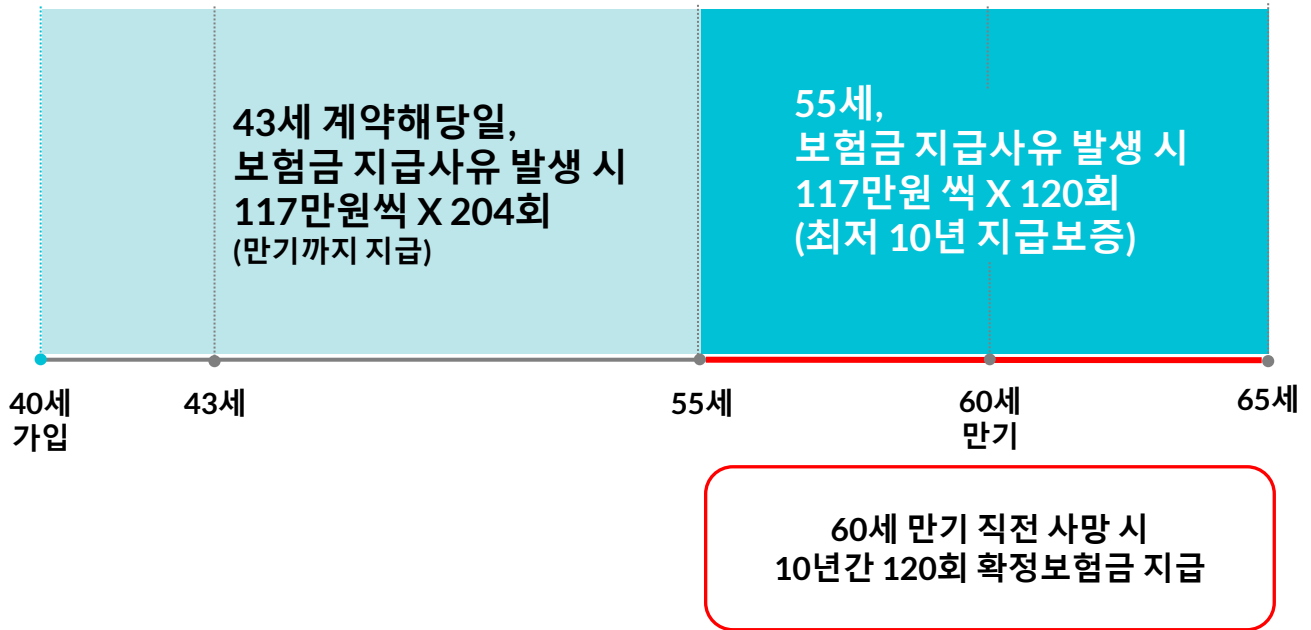 43세 계약해당일,
보험금 지급사유 발생 시
117만원씩 X 204회
(만기까지 지급)
55세,
보험금 지급사유 발생 시
117만원 씩 X 120회
(최저 10년 지급보증)
40세
가입
43세
55세
60세
만기
65세
60세 만기 직전 사망 시
10년간 120회 확정보험금 지급